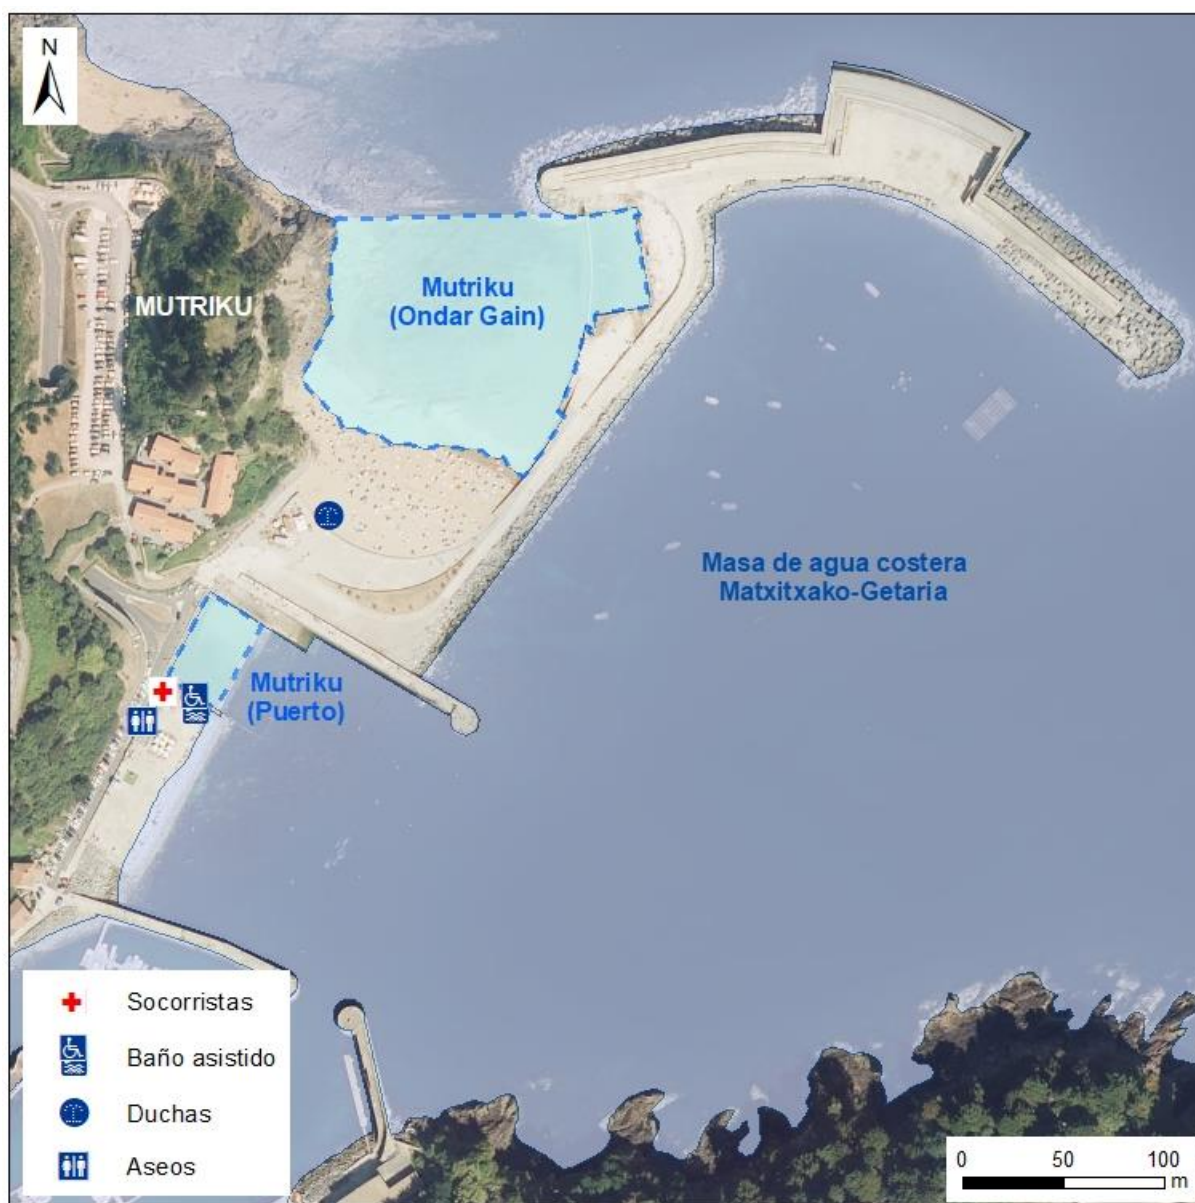 N
Mutriku
(Ondar Gain)
MUTRIKU
Masa de agua costera
Matxitxako-Getaria
Mutriku
(Puerto)
Socorristas
Baño asistido
Duchas
Aseos
0 50 100
m